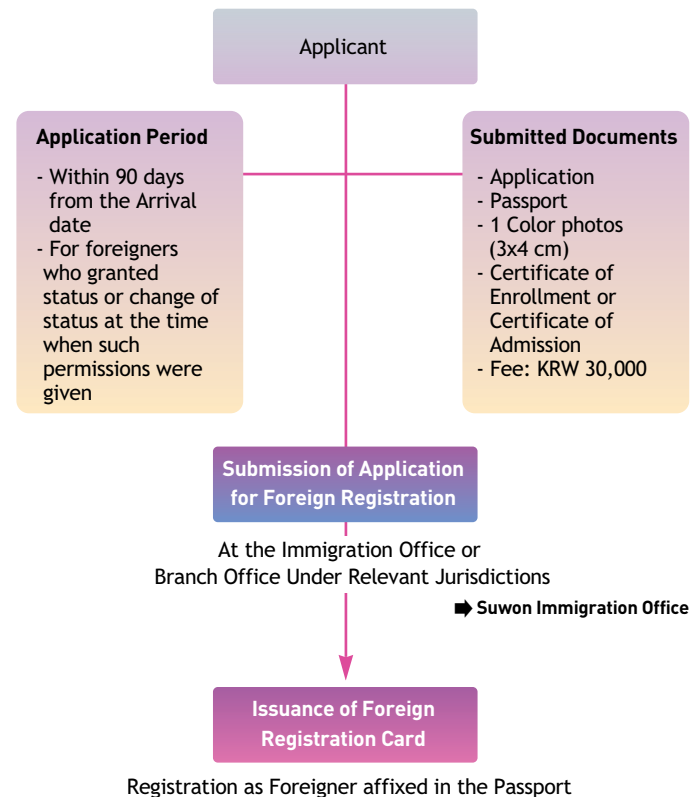 Applicant
Application Period
- Within 90 days
from the Arrival
date
- For foreigners
who granted
status or change of
status at the time
when such
permissions were
given
Submitted Documents
- Application
- Passport
- 1 Color photos
(3x4 cm)
- Certificate of
Enrollment or
Certificate of
Admission
- Fee: KRW 30,000
Submission of Application
for Foreign Registration
At the Immigration Office or
Branch Office Under Relevant Jurisdictions
➡ Suwon Immigration Office
Issuance of Foreign
Registration Card
Registration as Foreigner affixed in the Passport